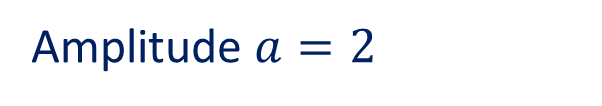 Amplitude 𝑎 = 2